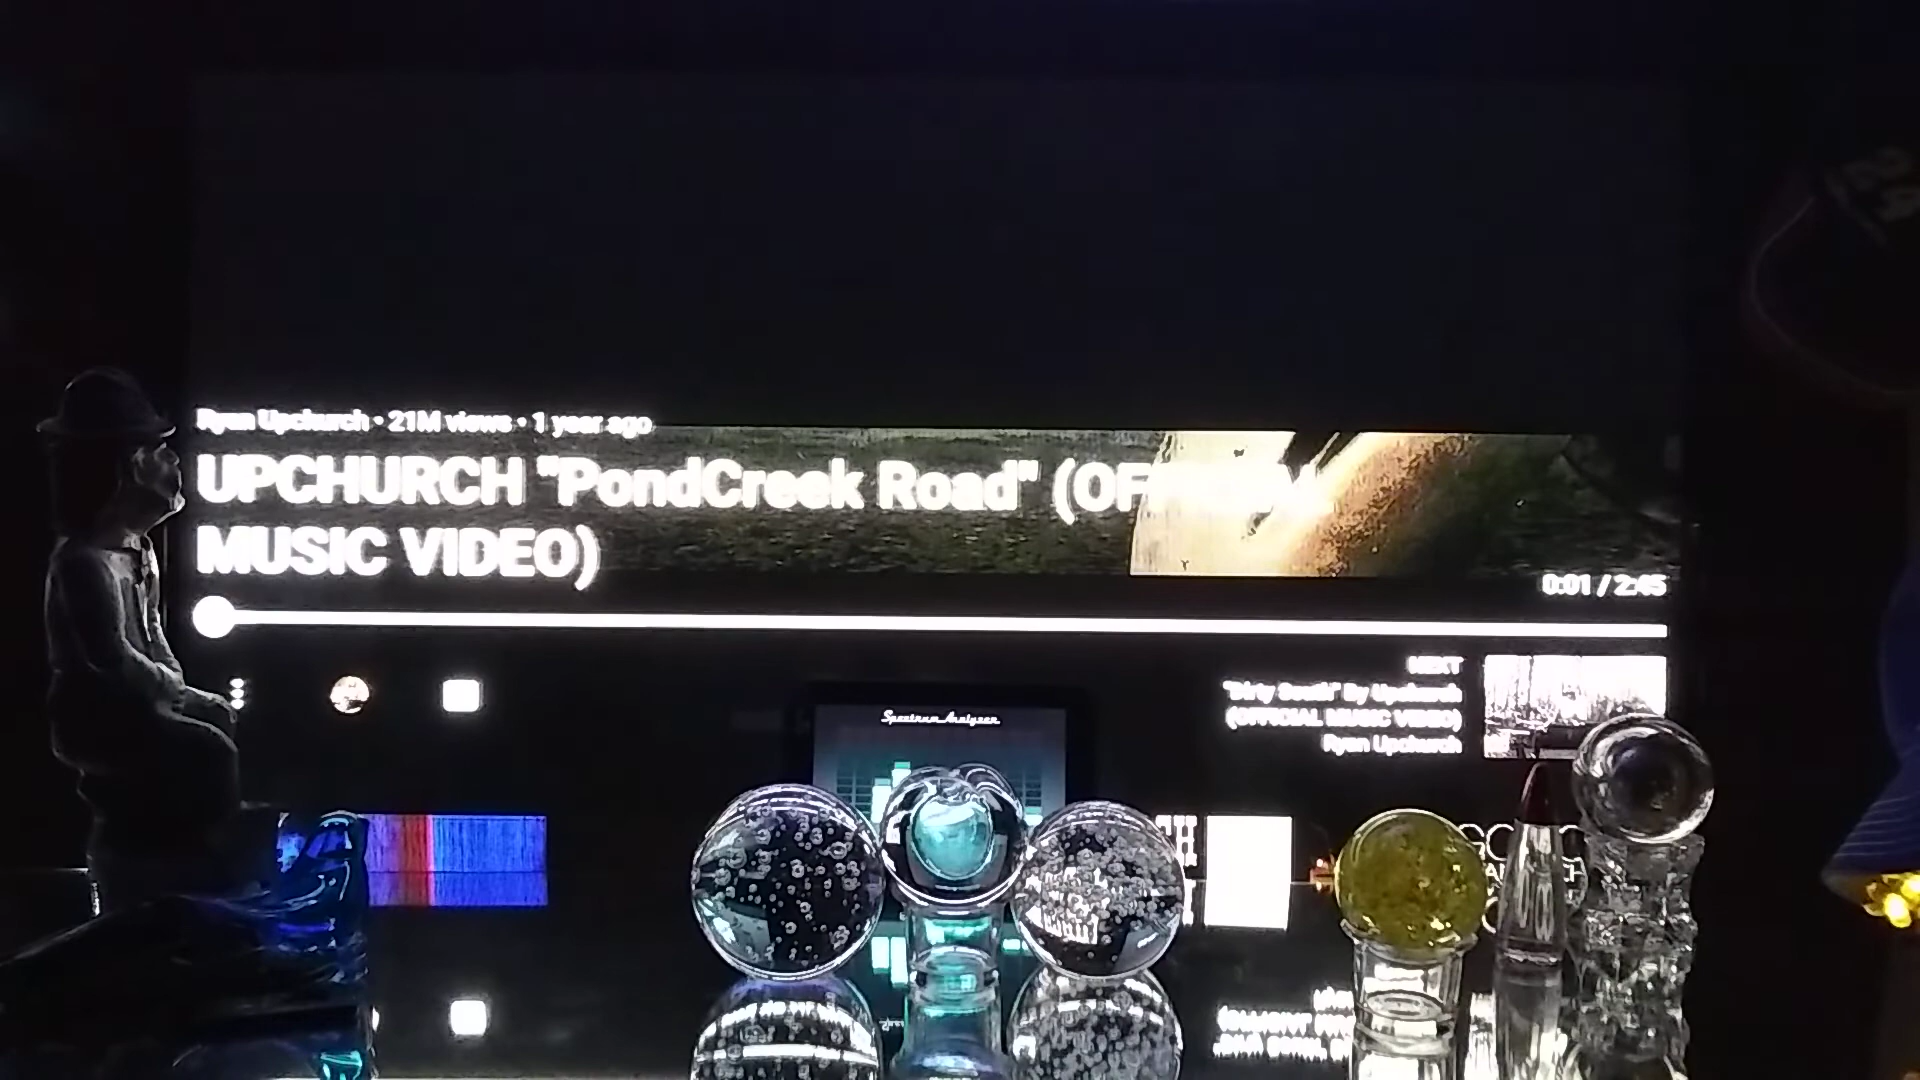 Ryan Upchurch • 21M views • 1 year ago
UPCHURCH "PondCreek Road" (OFFICIAL
MUSIC VIDEO)
0:01 / 2:45
NEXT
"Dirty South" By Upchurch
(OFFICIAL MUSIC VIDEO)
Ryan Upchurch
Spectrum Analyzer